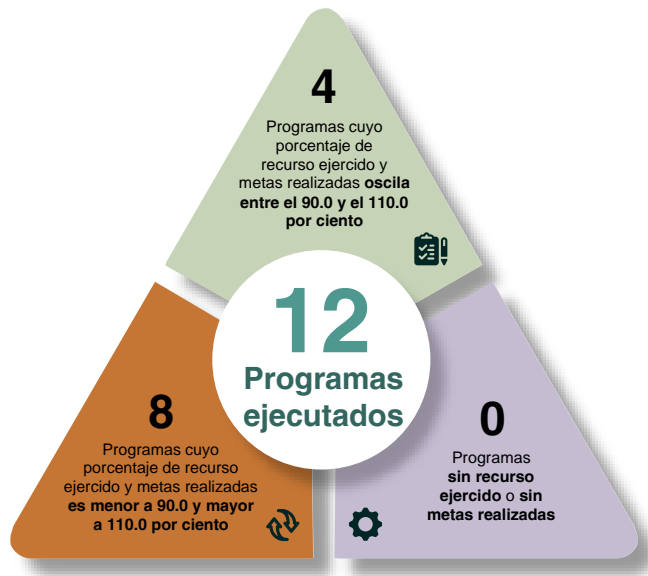 4
Programas cuyo
porcentaje de
recurso ejercido y
metas realizadas oscila
entre el 90.0 y el 110.0
por ciento
12
Programas
ejecutados
8
Programas cuyo
porcentaje de recurso
ejercido y metas realizadas
es menor a 90.0 y mayor
a 110.0 por ciento
0
Programas
sin recurso
ejercido o sin
metas realizadas